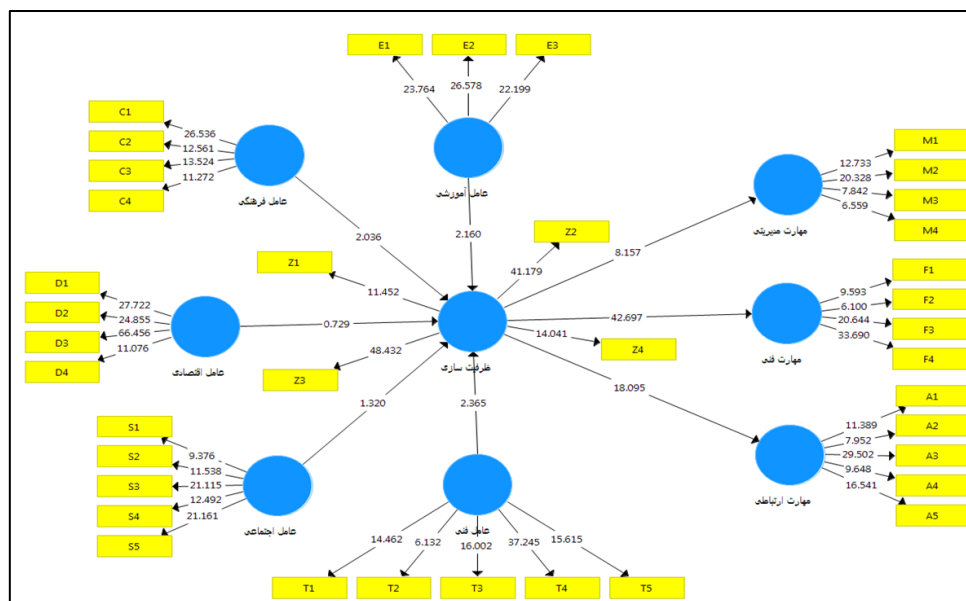 E1 E2 E3
23.764 26.578 22.199
عامل آموزشی
C1
C2
C3
C4
26.536
12.561
13.524
11.272
عامل فرهنگی
2.036
2.160
M1
M2
M3
M4
12.733
20.328
7.842
6.559
مهارت مدیریتی
8.157
Z1
11.452
Z2
41.179
D1
D2
D3
D4
27.722
24.855
66.456
11.076
عامل اقتصادی
0.729
ظرفیت سازی
Z3
48.432
Z4
14.041
42.697
F1
F2
F3
F4
9.593
6.100
20.644
33.690
مهارت فنی
1.320
2.365
18.095
S1
S2
S3
S4
S5
9.376
11.538
21.115
12.492
21.161
عامل اجتماعی
عامل فنی
A1
A2
A3
A4
A5
11.389
7.952
29.502
9.648
16.541
مهارت ارتباطی
14.462 6.132 16.002 37.245 15.615
T1 T2 T3 T4 T5